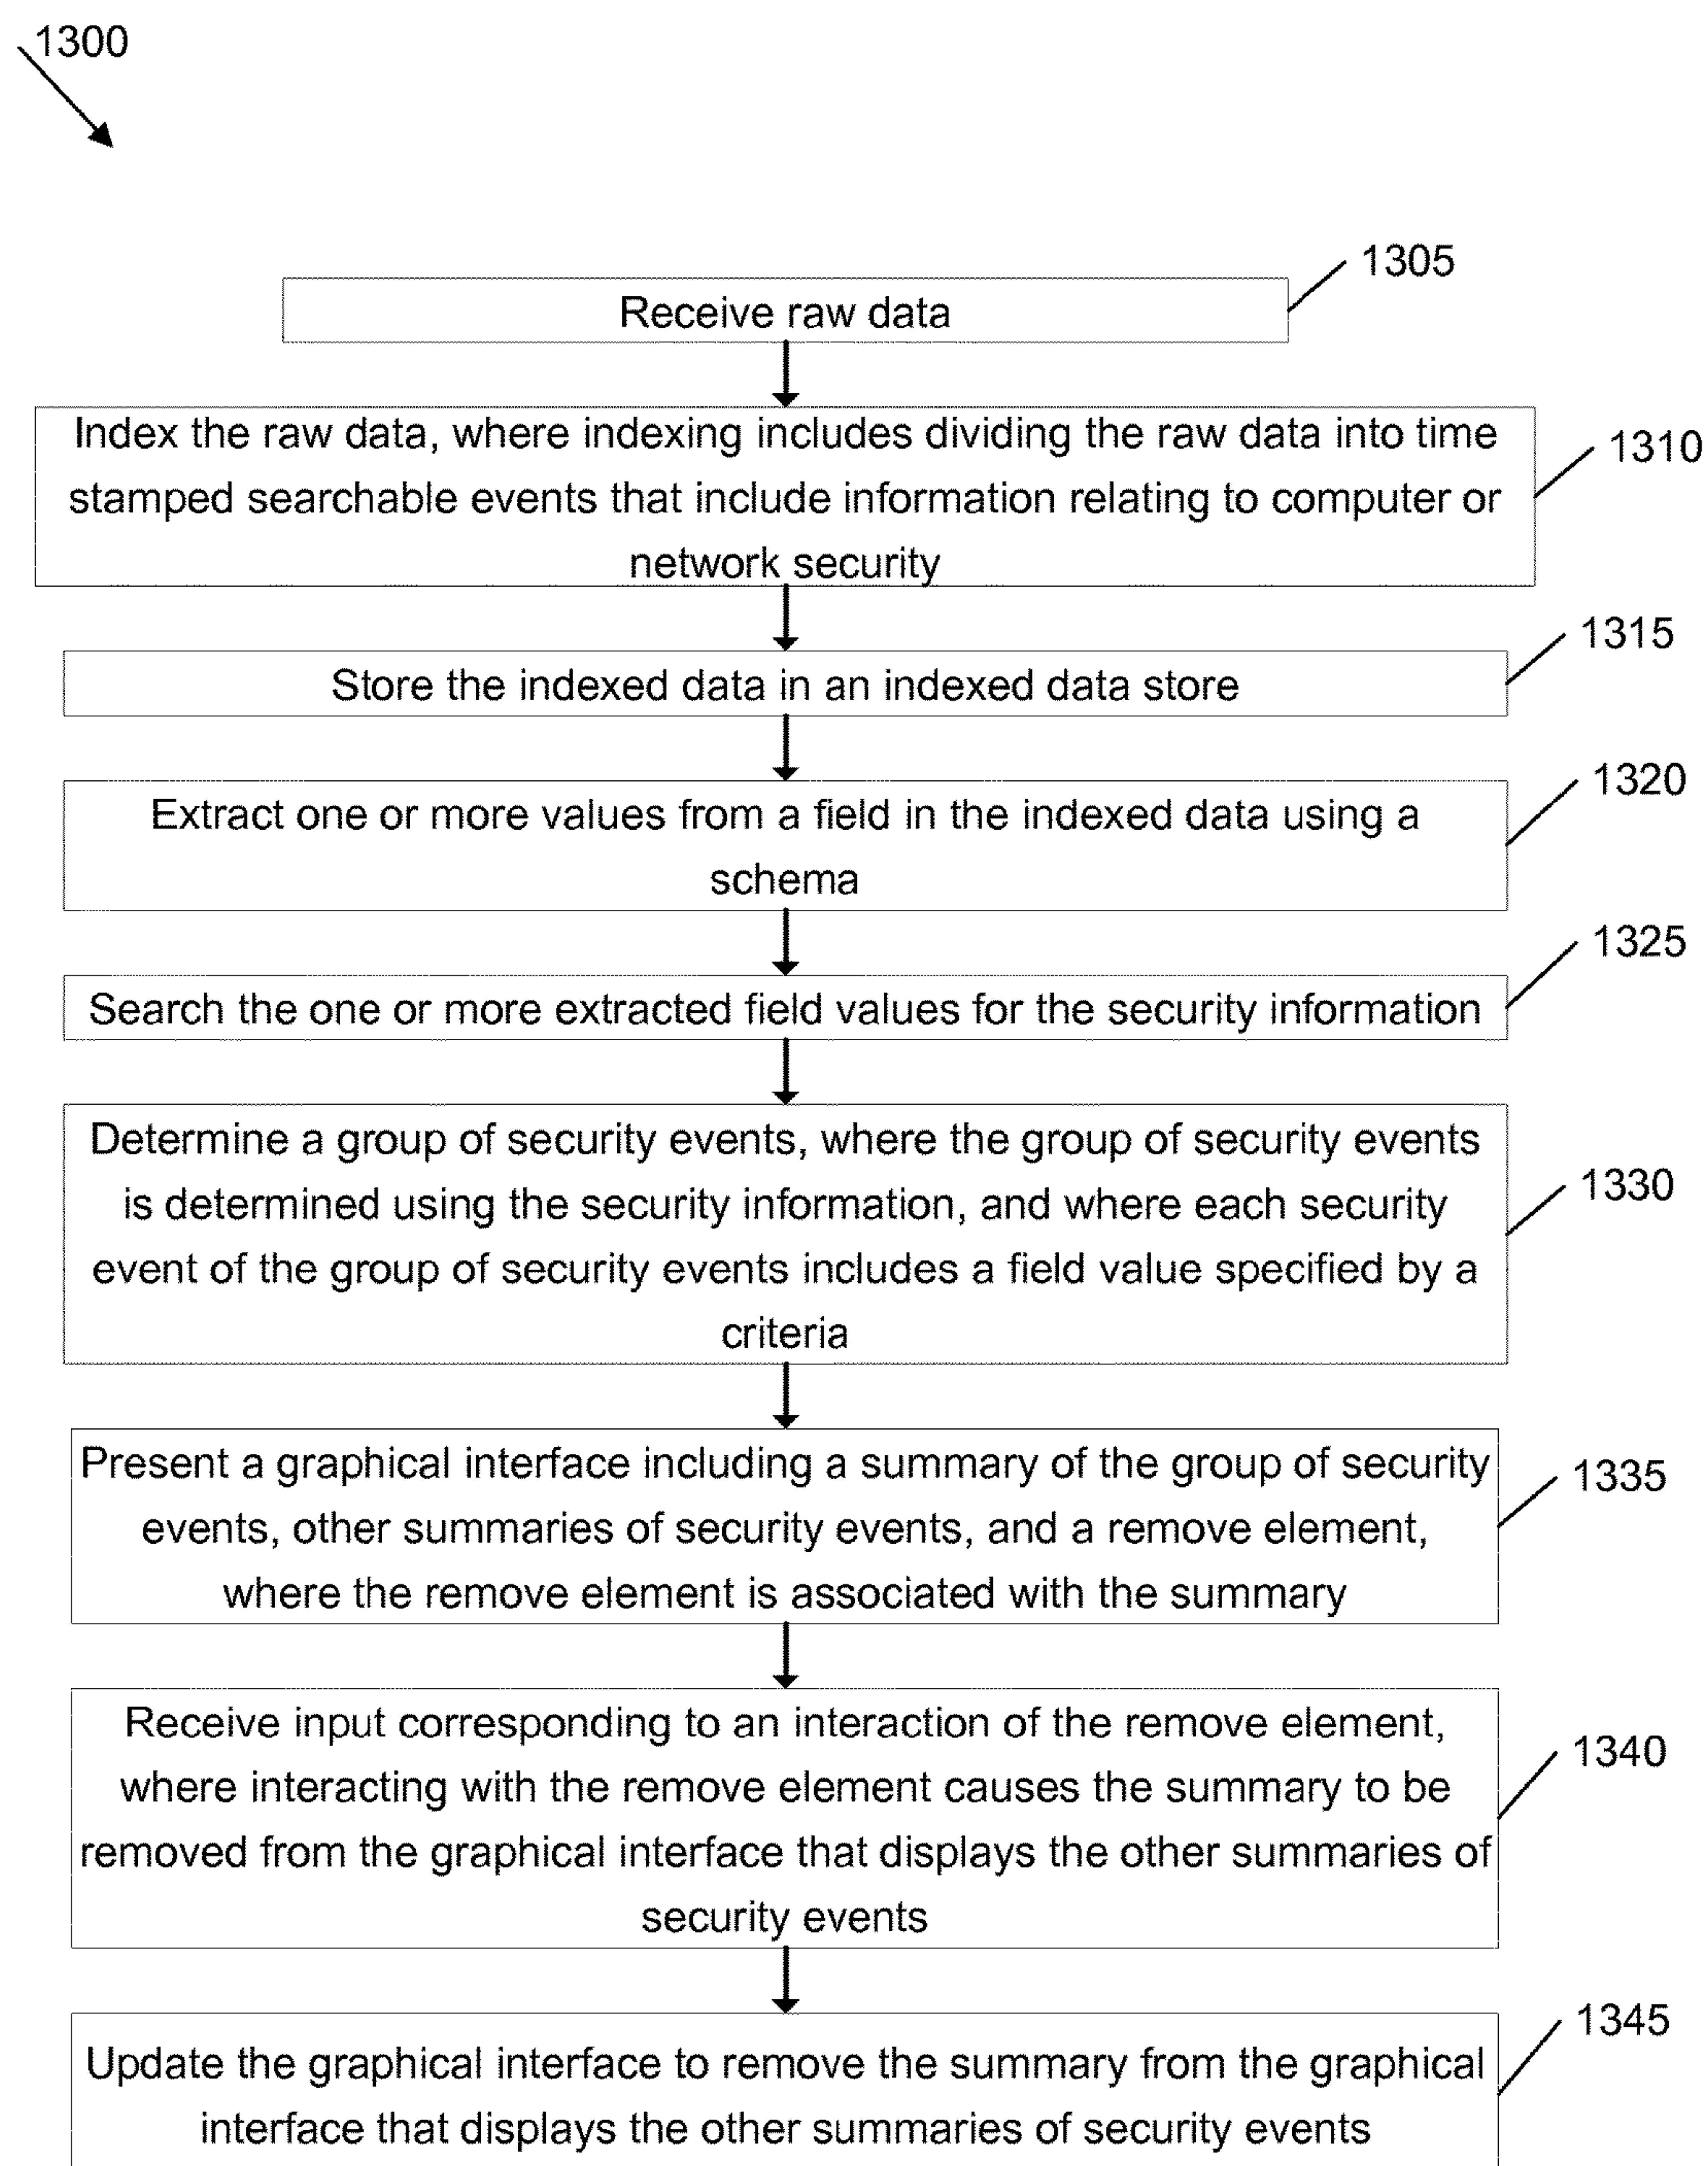 1300
1305
Receive raw data
Index the raw data, where indexing includes dividing the raw data into time
stamped searchable events that include information relating to computer or
network security
1310
1315
Store the indexed data in an indexed data store
1320
Extract one or more values from a field in the indexed data using a
schema
1325
Search the one or more extracted field values for the security information
Determine a group of security events, where the group of security events
is determined using the security information, and where each security
event of the group of security events includes a field value specified by a
criteria
1330
Present a graphical interface including a summary of the group of security
events, other summaries of security events, and a remove element,
where the remove element is associated with the summary
1335
Receive input corresponding to an interaction of the remove element,
where interacting with the remove element causes the summary to be
removed from the graphical interface that displays the other summaries of
security events
1340
1345
Update the graphical interface to remove the summary from the graphical
interface that displays the other summaries of security events